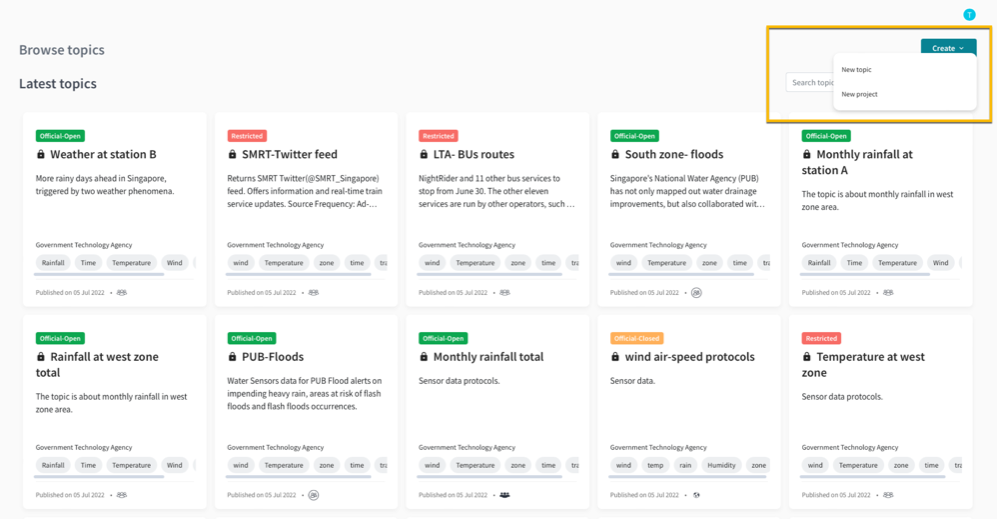 T
Browse topics
Create
New topic
New project
Latest topics
Search topic
Official-Open
Weather at station B
More rainy days ahead in Singapore,
triggered by two weather phenomena.
Government Technology Agency
Rainfall Time Temperature Wind
Published on 05 Jul 2022 •
Restricted
SMRT-Twitter feed
Returns SMRT Twitter(@SMRT_Singapore)
feed. Offers information and real-time train
service updates. Source Frequency: Ad-...
Government Technology Agency
wind Temperature zone time tra
Published on 05 Jul 2022 •
Restricted
LTA- BUs routes
NightRider and 11 other bus services to
stop from June 30. The other eleven
services are run by other operators, such ...
Government Technology Agency
wind Temperature zone time tra
Published on 05 Jul 2022 •
Official-Open
South zone- floods
Singapore's National Water Agency (PUB)
has not only mapped out water drainage
improvements, but also collaborated wit...
Government Technology Agency
wind Temperature zone time tra
Published on 05 Jul 2022 •
Official-Open
Monthly rainfall at
station A
The topic is about monthly rainfall in west
zone area.
Government Technology Agency
Rainfall Time Temperature Wind
Published on 05 Jul 2022 •
Official-Open
Rainfall at west zone
total
The topic is about monthly rainfall in west
zone area.
Government Technology Agency
Rainfall Time Temperature Wind
Published on 05 Jul 2022 •
Official-Open
PUB-Floods
Water Sensors data for PUB Flood alerts on
impending heavy rain, areas at risk of flash
floods and flash floods occurrences.
Government Technology Agency
wind Temperature zone time tra
Published on 05 Jul 2022 •
Official-Open
Monthly rainfall total
Sensor data protocols.
Government Technology Agency
wind Temperature zone time tra
Published on 05 Jul 2022 •
Official-Closed
wind air-speed protocols
Sensor data.
Government Technology Agency
wind temp rain Humidity zone
Published on 05 Jul 2022 •
Restricted
Temperature at west
zone
Sensor data protocols.
Government Technology Agency
wind Temperature zone time tra
Published on 05 Jul 2022 •